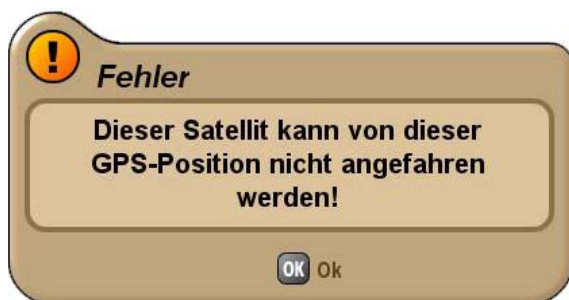 !
Fehler
Dieser Satellit kann von dieser
GPS-Position nicht angefahren
werden!
OK Ok